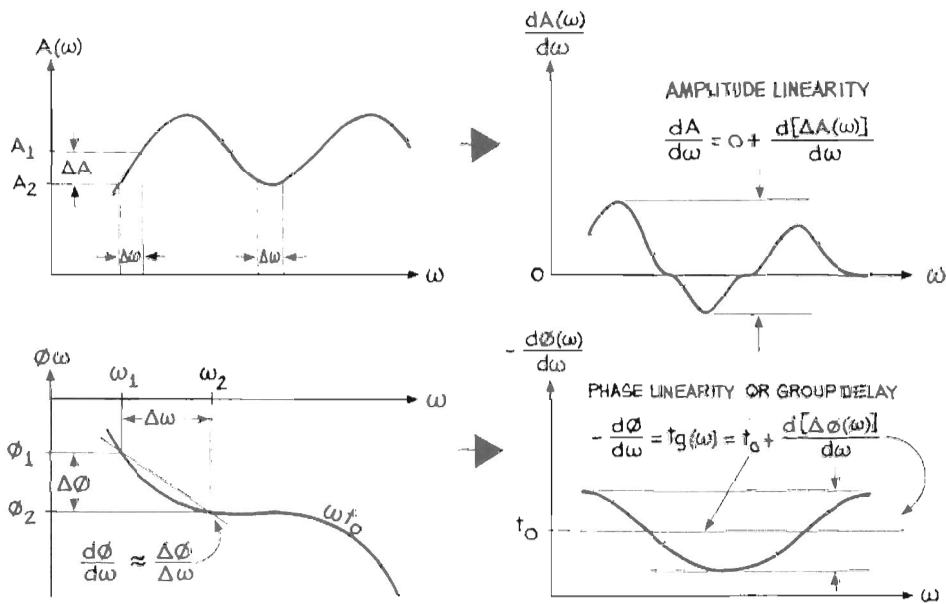 A(ω)
A₁
ΔA
A₂
Δω
Δω
ω
dA(ω)/dω
AMPLITUDE LINEARITY
dA/dω = 0 + d[ΔA(ω)]/dω
0
ω
Øω
ω₁
ω₂
ω
Δω
Ø₁
ΔØ
Ø₂
ωt₀
dØ/dω ≈ ΔØ/Δω
- dØ(ω)/dω
PHASE LINEARITY OR GROUP DELAY
- dØ/dω = tg(ω) = t₀ + d[ΔØ(ω)]/dω
t₀
ω